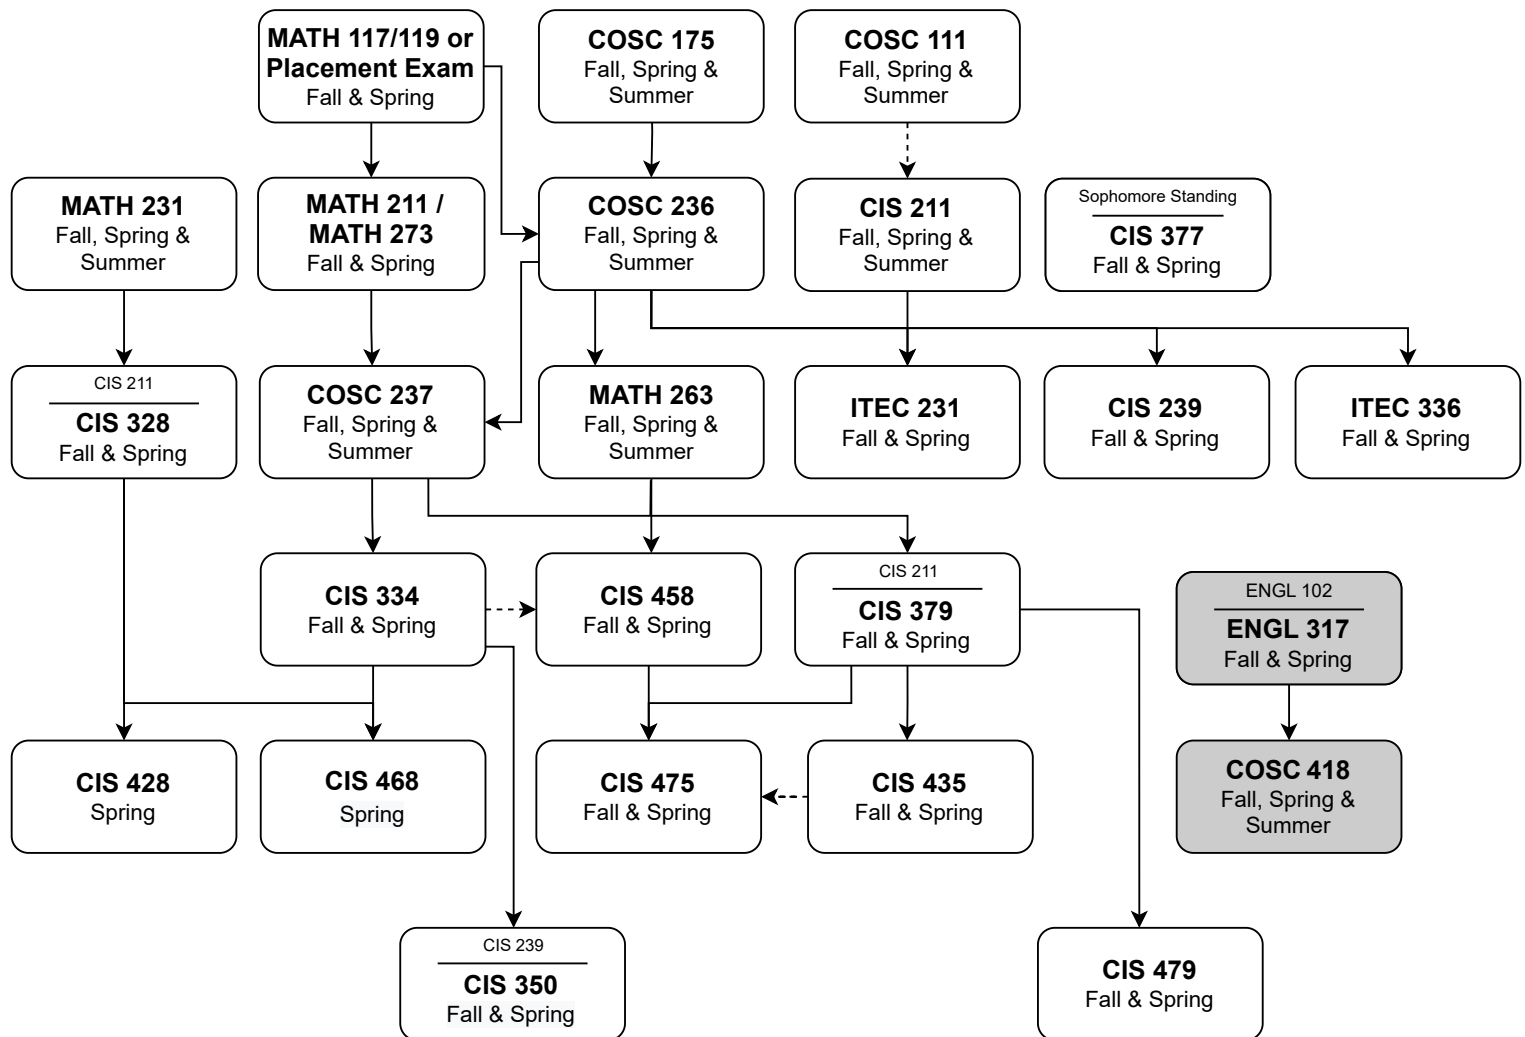 MATH 117/119 or
Placement Exam
Fall & Spring
COSC 175
Fall, Spring &
Summer
COSC 111
Fall, Spring &
Summer
MATH 231
Fall, Spring &
Summer
MATH 211 /
MATH 273
Fall & Spring
COSC 236
Fall, Spring &
Summer
CIS 211
Fall, Spring &
Summer
Sophomore Standing
CIS 377
Fall & Spring
CIS 211
CIS 328
Fall & Spring
COSC 237
Fall, Spring &
Summer
MATH 263
Fall, Spring &
Summer
ITEC 231
Fall & Spring
CIS 239
Fall & Spring
ITEC 336
Fall & Spring
CIS 334
Fall & Spring
CIS 458
Fall & Spring
CIS 211
CIS 379
Fall & Spring
ENGL 102
ENGL 317
Fall & Spring
CIS 428
Spring
CIS 468
Spring
CIS 475
Fall & Spring
CIS 435
Fall & Spring
COSC 418
Fall, Spring &
Summer
CIS 239
CIS 350
Fall & Spring
CIS 479
Fall & Spring